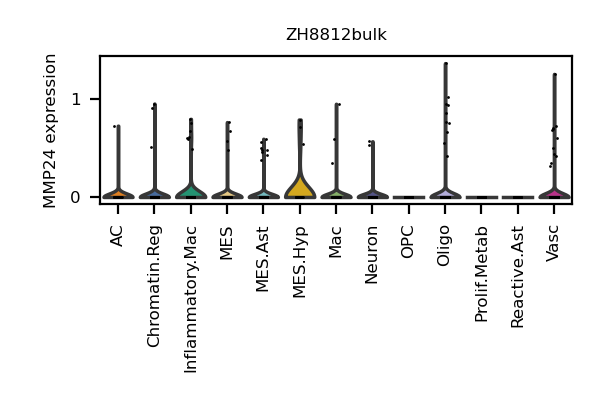 ZH8812bulk
MMP24 expression
1
0
AC
Chromatin.Reg
Inflammatory.Mac
MES
MES.Ast
MES.Hyp
Mac
Neuron
OPC
Oligo
Prolif.Metab
Reactive.Ast
Vasc